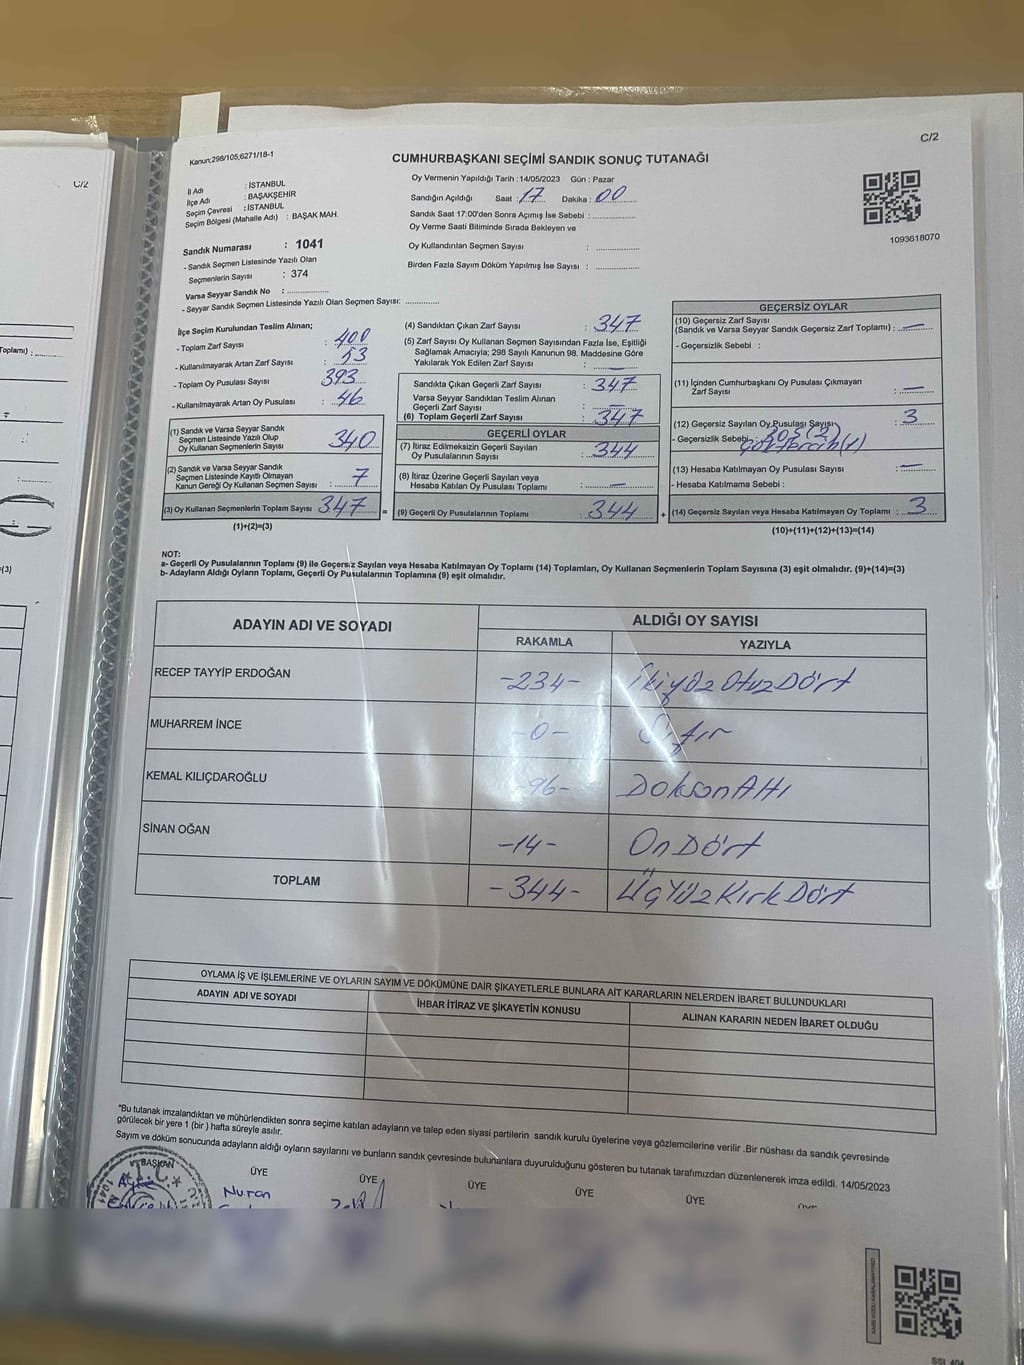 C/2
C/2
Kanun;298/105;6271/18-1
CUMHURBAŞKANI SEÇİMİ SANDIK SONUÇ TUTANAĞI
İl Adı : İSTANBUL
İlçe Adı : BAŞAKŞEHİR
Seçim Çevresi : İSTANBUL
Seçim Bölgesi (Mahalle Adı) : BAŞAK MAH.
Oy Vermenin Yapıldığı Tarih : 14/05/2023 Gün : Pazar
Sandığın Açıldığı Saat : 17 Dakika : 00
Sandık Saat 17:00'den Sonra Açımış İse Sebebi :
Oy Verme Saati Bitiminde Sırada Bekleyen ve
Oy Kullandırılan Seçmen Sayısı :
Birden Fazla Sayım Döküm Yapılmış İse Sayısı :
1093618070
Sandık Numarası : 1041
- Sandık Seçmen Listesinde Yazılı Olan
Seçmenlerin Sayısı : 374
Varsa Seyyar Sandık No :
- Seyyar Sandık Seçmen Listesinde Yazılı Olan Seçmen Sayısı:
İlçe Seçim Kurulundan Teslim Alınan;
- Toplam Zarf Sayısı : 400
- Kullanılmayarak Artan Zarf Sayısı : 53
- Toplam Oy Pusulası Sayısı : 393
- Kullanılmayarak Artan Oy Pusulası : 46
(1) Sandık ve Varsa Seyyar Sandık
Seçmen Listesinde Yazılı Olup
Oy Kullanan Seçmenlerin Sayısı 340
(2) Sandık ve Varsa Seyyar Sandık
Seçmen Listesinde Kayıtlı Olmayan
Kanun Gereği Oy Kullanan Seçmen Sayısı : 7
(3) Oy Kullanan Seçmenlerin Toplam Sayısı 347 =
(1)+(2)=(3)
(4) Sandıktan Çıkan Zarf Sayısı : 347
(5) Zarf Sayısı Oy Kullanan Seçmen Sayısından Fazla İse, Eşitliği
Sağlamak Amacıyla; 298 Sayılı Kanunun 98. Maddesine Göre
Yakılarak Yok Edilen Zarf Sayısı : —
Sandıkta Çıkan Geçerli Zarf Sayısı : 347
Varsa Seyyar Sandıktan Teslim Alınan
Geçerli Zarf Sayısı : —
(6) Toplam Geçerli Zarf Sayısı : 347
GEÇERLİ OYLAR
(7) İtiraz Edilmeksizin Geçerli Sayılan
Oy Pusulalarının Sayısı : 344
(8) İtiraz Üzerine Geçerli Sayılan veya
Hesaba Katılan Oy Pusulası Toplamı : —
(9) Geçerli Oy Pusulalarının Toplamı : 344 +
GEÇERSİZ OYLAR
(10) Geçersiz Zarf Sayısı
(Sandık ve Varsa Seyyar Sandık Geçersiz Zarf Toplamı) : —
- Geçersizlik Sebebi :
(11) İçinden Cumhurbaşkanı Oy Pusulası Çıkmayan
Zarf Sayısı : —
(12) Geçersiz Sayılan Oy Pusulası Sayısı : 3
- Geçersizlik Sebebi :
(13) Hesaba Katılmayan Oy Pusulası Sayısı : —
- Hesaba Katılmama Sebebi :
(14) Geçersiz Sayılan veya Hesaba Katılmayan Oy Toplamı : 3
(10)+(11)+(12)+(13)=(14)
NOT:
a- Geçerli Oy Pusulalarının Toplamı (9) ile Geçersiz Sayılan veya Hesaba Katılmayan Oy Toplamı (14) Toplamları, Oy Kullanan Seçmenlerin Toplam Sayısına (3) eşit olmalıdır. (9)+(14)=(3)
b- Adayların Aldığı Oyların Toplamı, Geçerli Oy Pusulalarının Toplamına (9) eşit olmalıdır.
ADAYIN ADI VE SOYADI ALDIĞI OY SAYISI
RAKAMLA YAZIYLA
RECEP TAYYİP ERDOĞAN -234- İkiyüz Otuz Dört
MUHARREM İNCE -0- Sıfır
KEMAL KILIÇDAROĞLU -96- Doksan Altı
SİNAN OĞAN -14- On Dört
TOPLAM -344- Üç Yüz Kırk Dört
OYLAMA İŞ VE İŞLEMLERİNE VE OYLARIN SAYIM VE DÖKÜMÜNE DAİR ŞİKAYETLERLE BUNLARA AİT KARARLARIN NELERDEN İBARET BULUNDUKLARI
ADAYIN ADI VE SOYADI İHBAR İTİRAZ VE ŞİKAYETİN KONUSU ALINAN KARARIN NEDEN İBARET OLDUĞU
*Bu tutanak imzalandıktan ve mühürlendikten sonra seçime katılan adayların ve talep eden siyasi partilerin sandık kurulu üyelerine veya gözlemcilerine verilir .Bir nüshası da sandık çevresinde
görülecek bir yere 1 (bir ) hafta süreyle asılır.
Sayım ve döküm sonucunda adayların aldığı oyların sayılarını ve bunların sandık çevresinde bulunanlara duyurulduğunu gösteren bu tutanak tarafımızdan düzenlenerek imza edildi. 14/05/2023
BAŞKAN ÜYE ÜYE ÜYE ÜYE ÜYE
Nuran